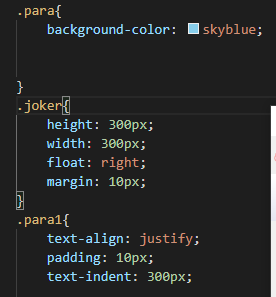 .para{
background-color: skyblue;
}
.joker{
height: 300px;
width: 300px;
float: right;
margin: 10px;
}
.para1{
text-align: justify;
padding: 10px;
text-indent: 300px;